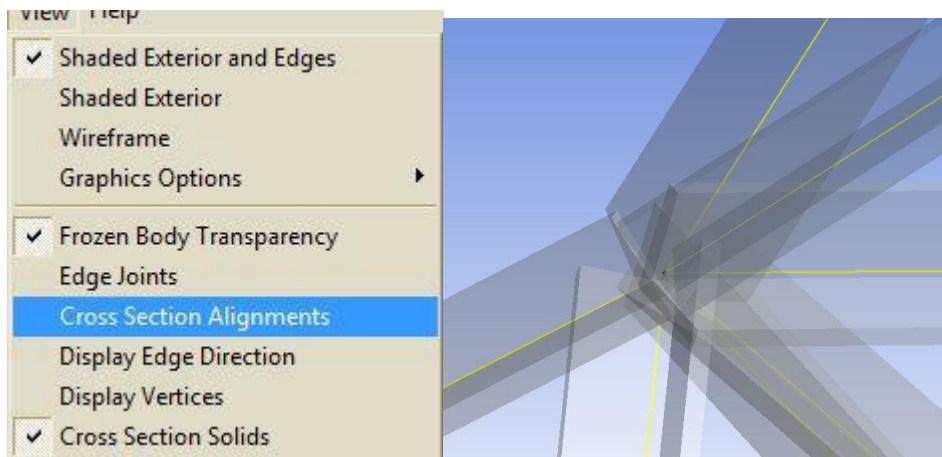 View Help
Shaded Exterior and Edges
Shaded Exterior
Wireframe
Graphics Options
Frozen Body Transparency
Edge Joints
Cross Section Alignments
Display Edge Direction
Display Vertices
Cross Section Solids